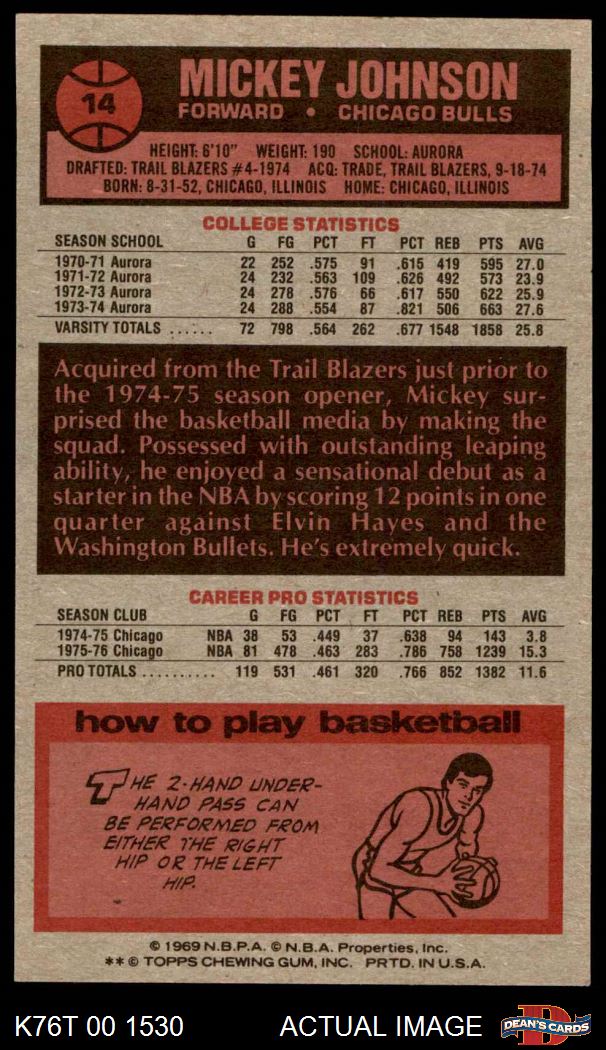 14
MICKEY JOHNSON
FORWARD • CHICAGO BULLS
HEIGHT: 6'10" WEIGHT: 190 SCHOOL: AURORA
DRAFTED: TRAIL BLAZERS #4-1974 ACQ: TRADE, TRAIL BLAZERS, 9-18-74
BORN: 8-31-52, CHICAGO, ILLINOIS HOME: CHICAGO, ILLINOIS
COLLEGE STATISTICS
SEASON SCHOOL G FG PCT FT PCT REB PTS AVG
1970-71 Aurora 22 252 .575 91 .615 419 595 27.0
1971-72 Aurora 24 232 .563 109 .626 492 573 23.9
1972-73 Aurora 24 278 .576 66 .617 550 622 25.9
1973-74 Aurora 24 288 .554 87 .821 506 663 27.6
VARSITY TOTALS ...... 72 798 .564 262 .677 1548 1858 25.8
Acquired from the Trail Blazers just prior to
the 1974-75 season opener, Mickey sur-
prised the basketball media by making the
squad. Possessed with outstanding leaping
ability, he enjoyed a sensational debut as a
starter in the NBA by scoring 12 points in one
quarter against Elvin Hayes and the
Washington Bullets. He's extremely quick.
CAREER PRO STATISTICS
SEASON CLUB G FG PCT FT PCT REB PTS AVG
1974-75 Chicago NBA 38 53 .449 37 .638 94 143 3.8
1975-76 Chicago NBA 81 478 .463 283 .786 758 1239 15.3
PRO TOTALS .......... 119 531 .461 320 .766 852 1382 11.6
how to play basketball
THE 2-HAND UNDER-
HAND PASS CAN
BE PERFORMED FROM
EITHER THE RIGHT
HIP OR THE LEFT
HIP.
© 1969 N.B.P.A. © N.B.A. Properties, Inc.
** © TOPPS CHEWING GUM, INC. PRTD. IN U.S.A.
K76T 00 1530 ACTUAL IMAGE DEAN'S CARDS